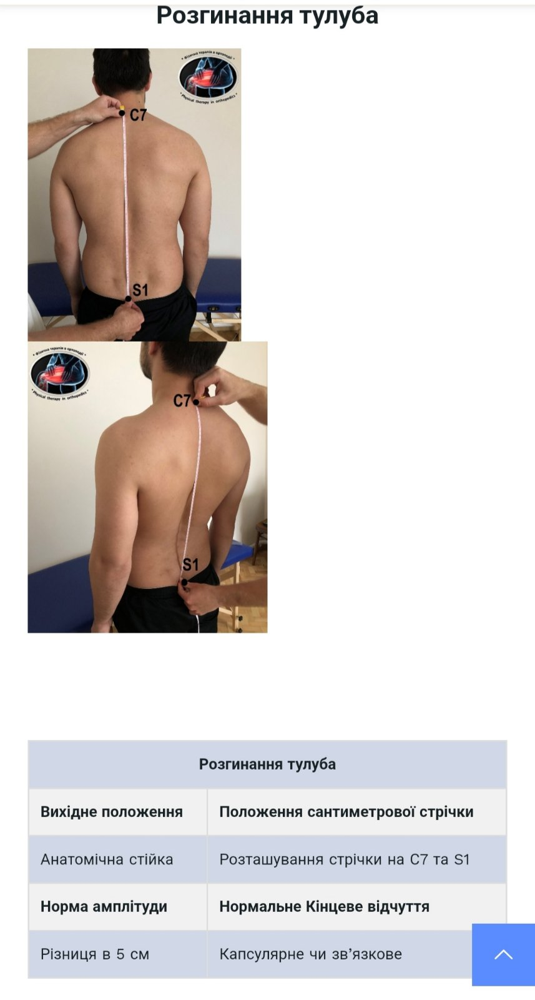 Розгинання тулуба
• Фізична терапія в ортопедії •
• Physical therapy in orthopedics •
C7
S1
• Фізична терапія в ортопедії •
• Physical therapy in orthopedics •
C7
S1
Розгинання тулуба
Вихідне положення Положення сантиметрової стрічки
Анатомічна стійка Розташування стрічки на С7 та S1
Норма амплітуди Нормальне Кінцеве відчуття
Різниця в 5 см Капсулярне чи зв’язкове